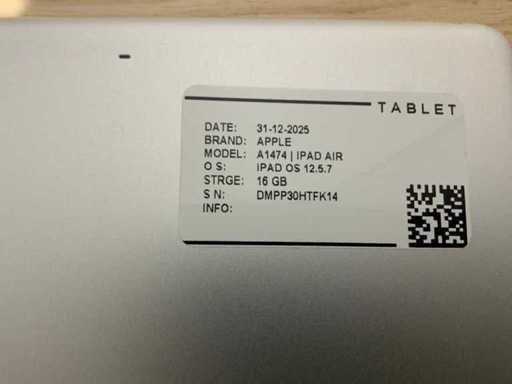 TABLET
DATE: 31-12-2025
BRAND: APPLE
MODEL: A1474 | IPAD AIR
O S: IPAD OS 12.5.7
STRGE: 16 GB
S N: DMPP30HTFK14
INFO: